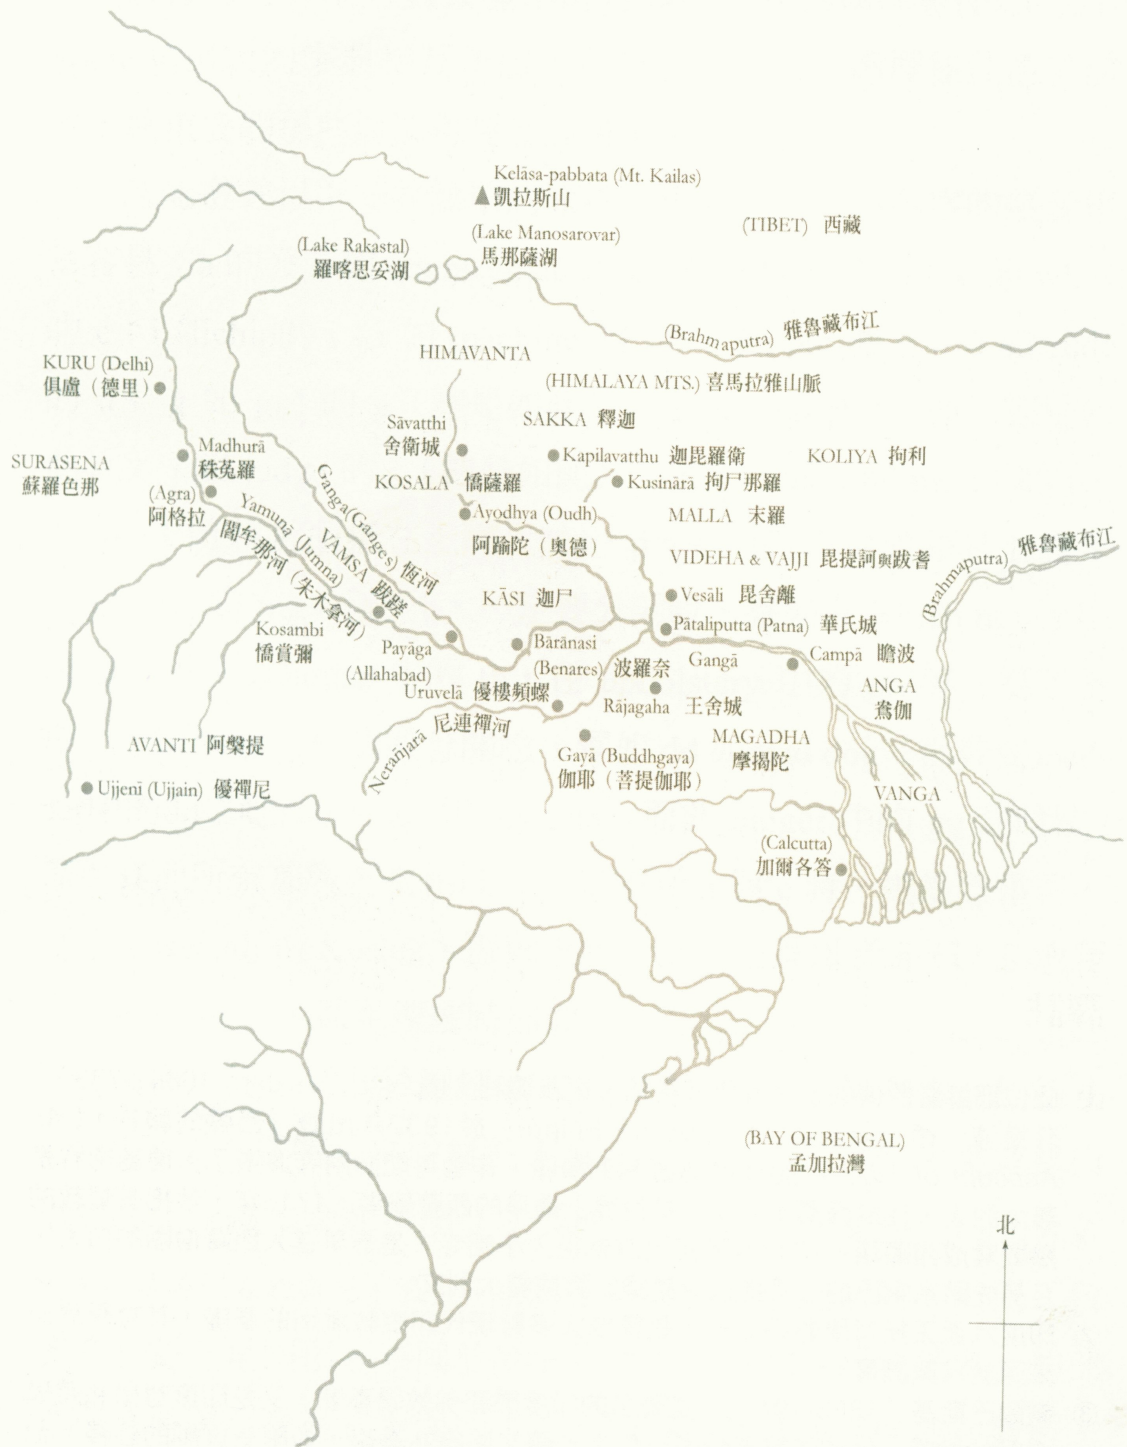 Kelāsa-pabbata (Mt. Kailas)
凱拉斯山
(TIBET) 西藏
(Lake Manosarovar)
馬那薩湖
(Lake Rakastal)
羅喀思妥湖
(Brahmaputra) 雅魯藏布江
HIMAVANTA
KURU (Delhi)
俱盧（德里）
(HIMALAYA MTS.) 喜馬拉雅山脈
Sāvatthi
舍衛城
SAKKA 釋迦
Madhurā
秣菟羅
Kapilavatthu 迦毘羅衛
KOLIYA 拘利
SURASENA
蘇羅色那
KOSALA 憍薩羅
Kusinārā 拘尸那羅
(Agra)
阿格拉
Ganga(Ganges) 恆河
Yamunā (Jumna)
閻牟那河（朱木拿河）
Ayodhya (Oudh)
阿踰陀（奧德）
MALLA 末羅
VAMSA 跋蹉
VIDEHA & VAJJI 毘提訶與跋耆
(Brahmaputra) 雅魯藏布江
KĀSI 迦尸
Vesāli 毘舍離
Kosambi
憍賞彌
Pātaliputta (Patna) 華氏城
Payāga
(Allahabad)
Bārānasi
(Benares) 波羅奈
Gangā
Campā 瞻波
Uruvelā 優樓頻螺
ANGA
鴦伽
Rājagaha 王舍城
Neranjarā 尼連禪河
AVANTI 阿槃提
MAGADHA
摩揭陀
Gayā (Buddhgaya)
伽耶（菩提伽耶）
Ujjenī (Ujjain) 優禪尼
VANGA
(Calcutta)
加爾各答
(BAY OF BENGAL)
孟加拉灣
北